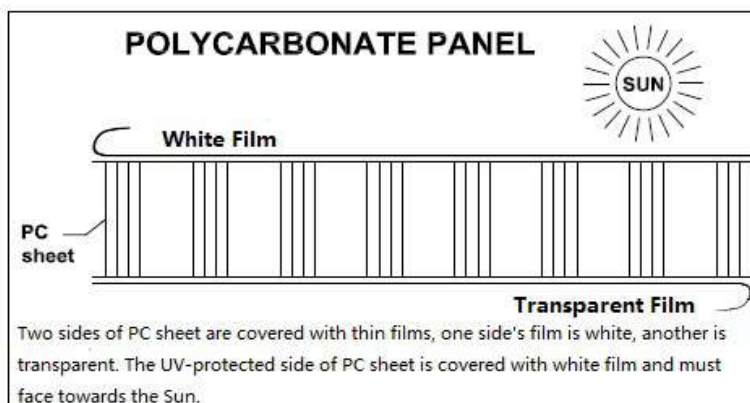 POLYCARBONATE PANEL
SUN
White Film
PC
sheet
Transparent Film
Two sides of PC sheet are covered with thin films, one side's film is white, another is
transparent. The UV-protected side of PC sheet is covered with white film and must
face towards the Sun.